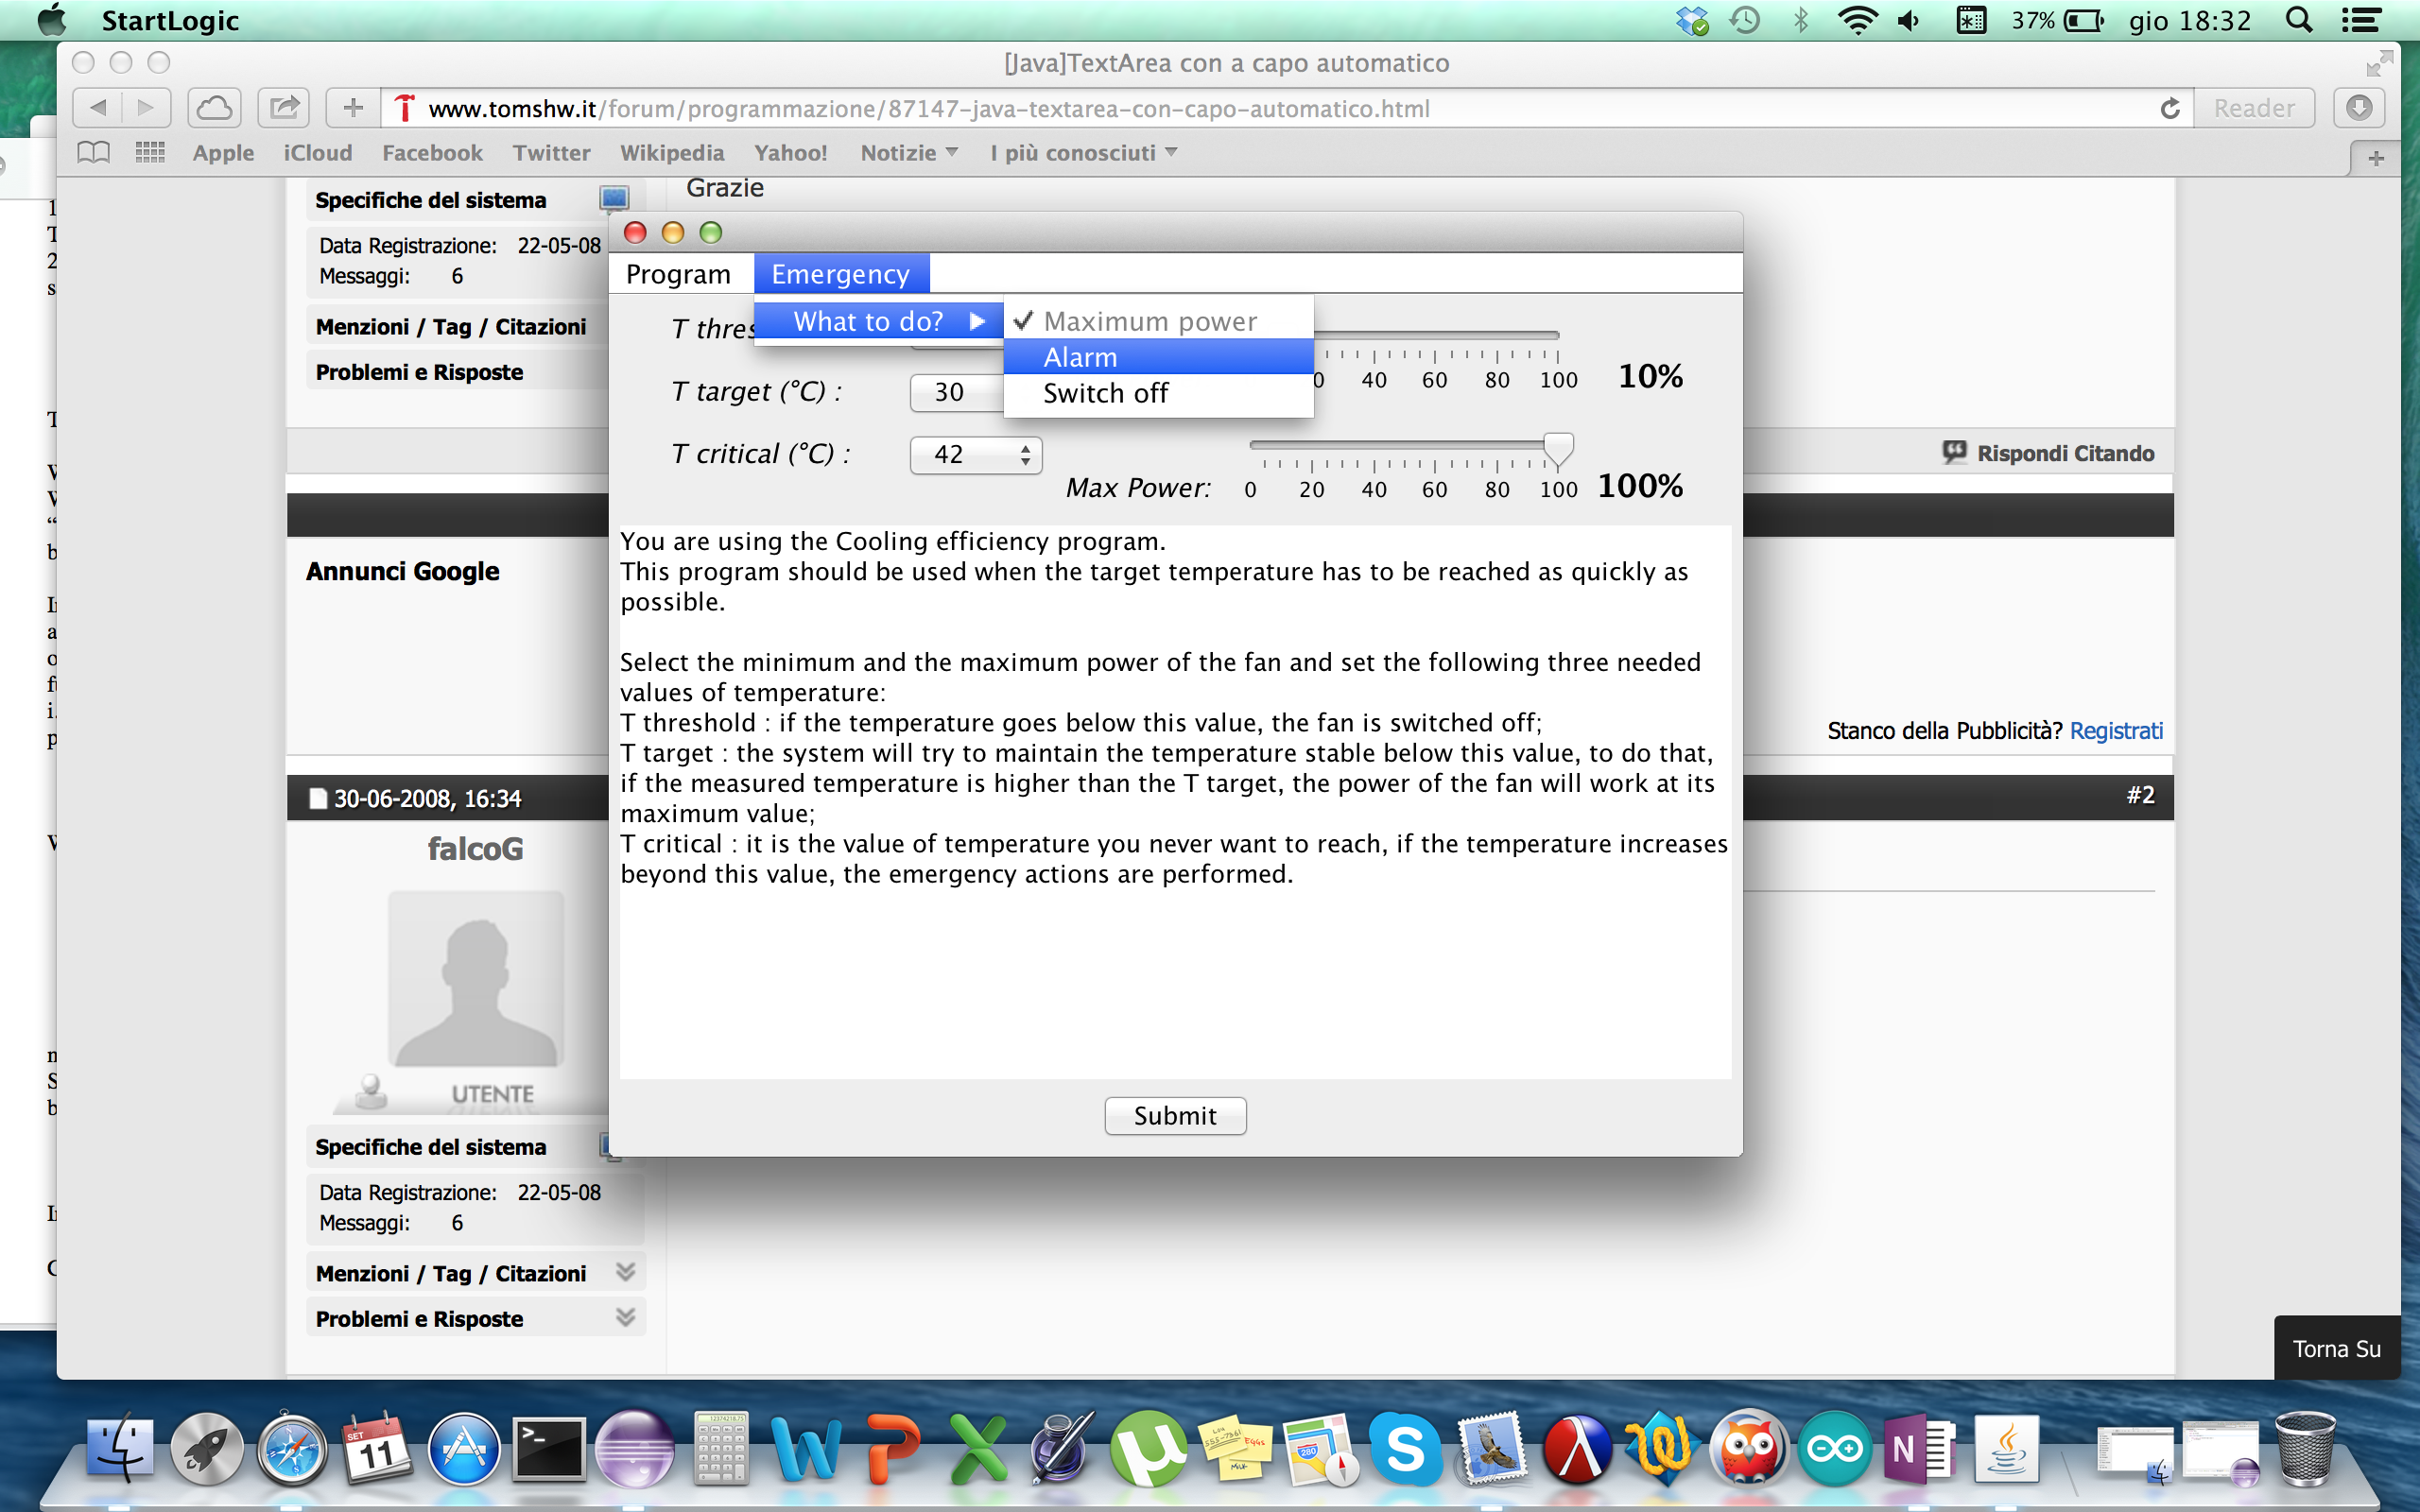 StartLogic
37%
gio 18:32
[Java]TextArea con a capo automatico
www.tomshw.it/forum/programmazione/87147-java-textarea-con-capo-automatico.html
Reader
Apple iCloud Facebook Twitter Wikipedia Yahoo! Notizie I più conosciuti
Grazie
Specifiche del sistema
Data Registrazione: 22-05-08
Messaggi: 6
Menzioni / Tag / Citazioni
Problemi e Risposte
Rispondi Citando
Annunci Google
Stanco della Pubblicità? Registrati
30-06-2008, 16:34
#2
falcoG
UTENTE
Specifiche del sistema
Data Registrazione: 22-05-08
Messaggi: 6
Menzioni / Tag / Citazioni
Problemi e Risposte
Torna Su
Program Emergency
What to do?
Maximum power
Alarm
Switch off
T thres
40 60 80 100
10%
T target (°C) : 30
T critical (°C) : 42
Max Power: 0 20 40 60 80 100 100%
You are using the Cooling efficiency program.
This program should be used when the target temperature has to be reached as quickly as
possible.
Select the minimum and the maximum power of the fan and set the following three needed
values of temperature:
T threshold : if the temperature goes below this value, the fan is switched off;
T target : the system will try to maintain the temperature stable below this value, to do that,
if the measured temperature is higher than the T target, the power of the fan will work at its
maximum value;
T critical : it is the value of temperature you never want to reach, if the temperature increases
beyond this value, the emergency actions are performed.
Submit
SET
11
280